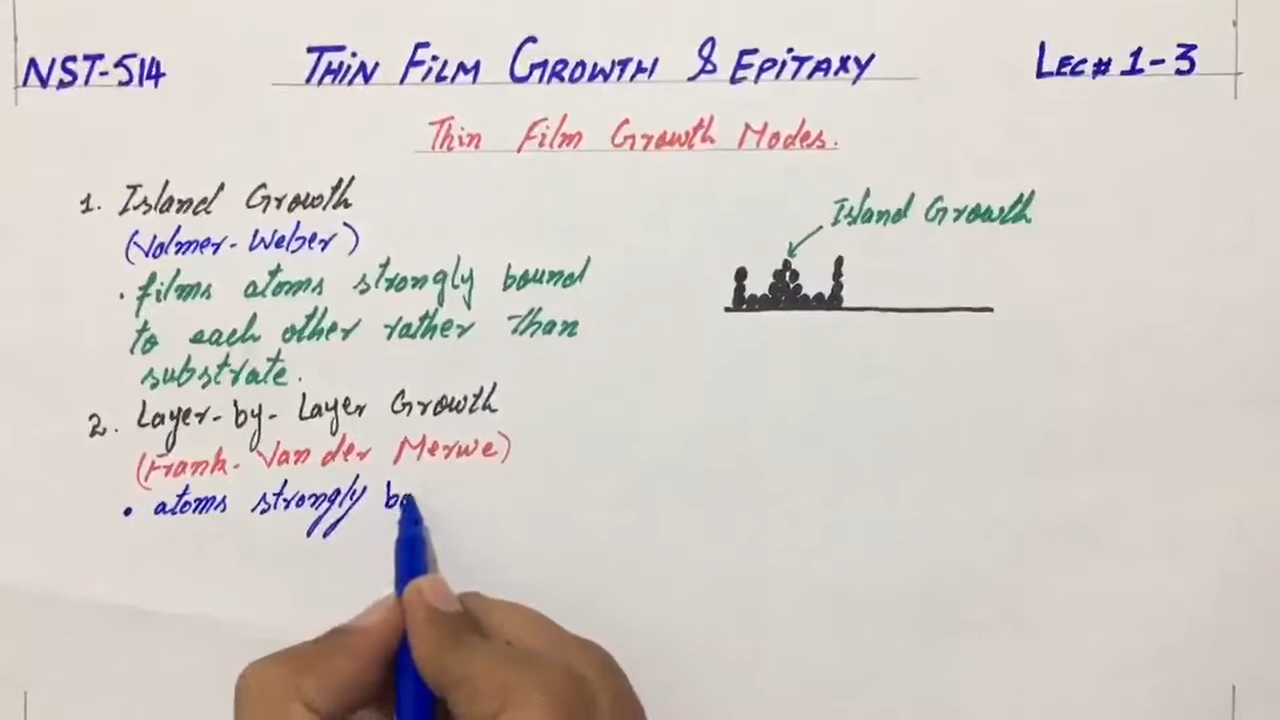 NST-514 THIN FILM GROWTH & EPITAXY LEC# 1-3
Thin Film Growth Modes.
1. Island Growth
(Volmer-Weber)
• films atoms strongly bound
to each other rather than
substrate.
2. Layer-by-Layer Growth
(Frank-Van der Merwe)
• atoms strongly bo
Island Growth